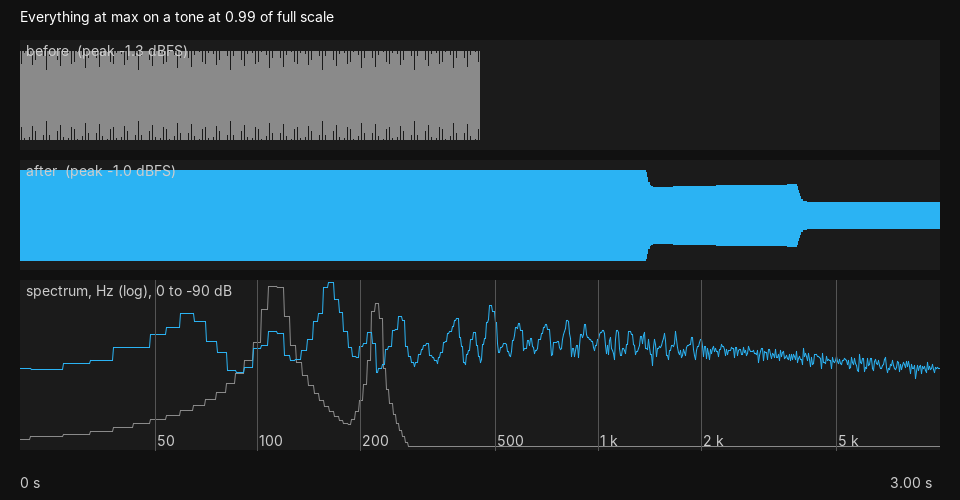 Everything at max on a tone at 0.99 of full scale
before (peak -1.3 dBFS)
after (peak -1.0 dBFS)
spectrum, Hz (log), 0 to -90 dB
50 100 200 500 1 k 2 k 5 k
0 s 3.00 s